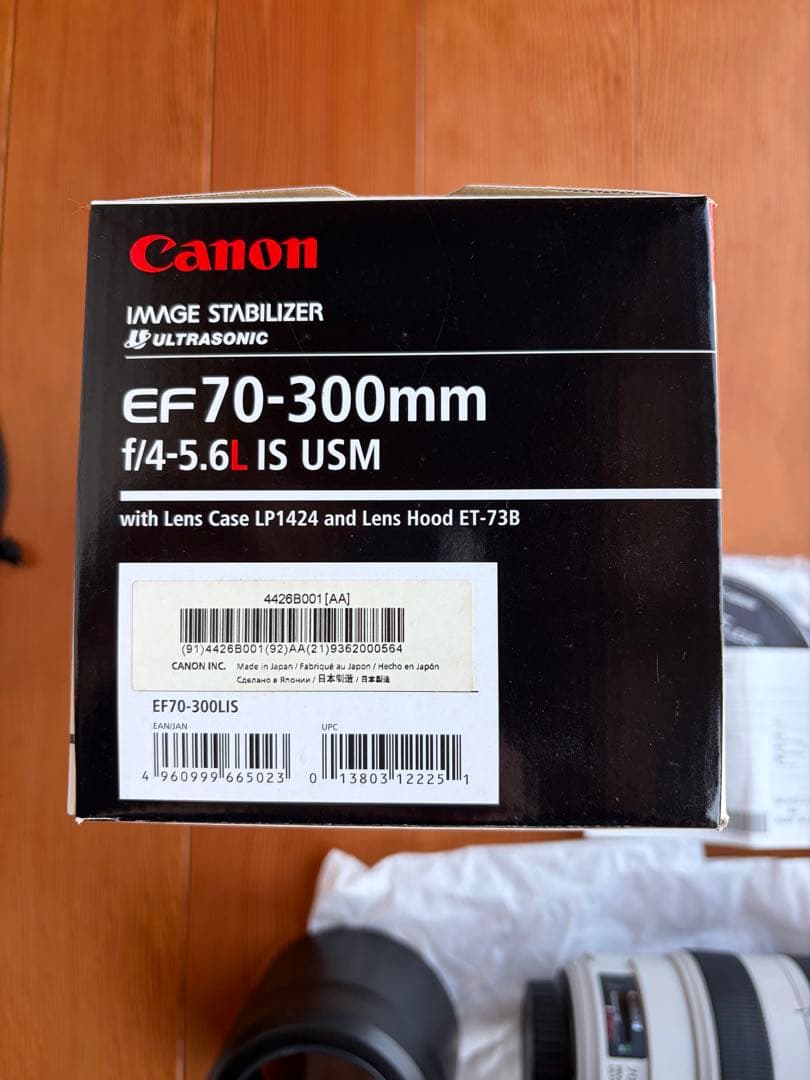 Canon
IMAGE STABILIZER
ULTRASONIC
EF70-300mm
f/4-5.6L IS USM
with Lens Case LP1424 and Lens Hood ET-73B
4426B001[AA]
(91)4426B001(92)AA(21)9362000564
CANON INC. Made in Japan / Fabriqué au Japon / Hecho en Japón
Сделано в Японии / 日本制造 / 日本製造
EF70-300LIS
EAN/JAN
UPC
4 960999 665023
0 13803 12225 1